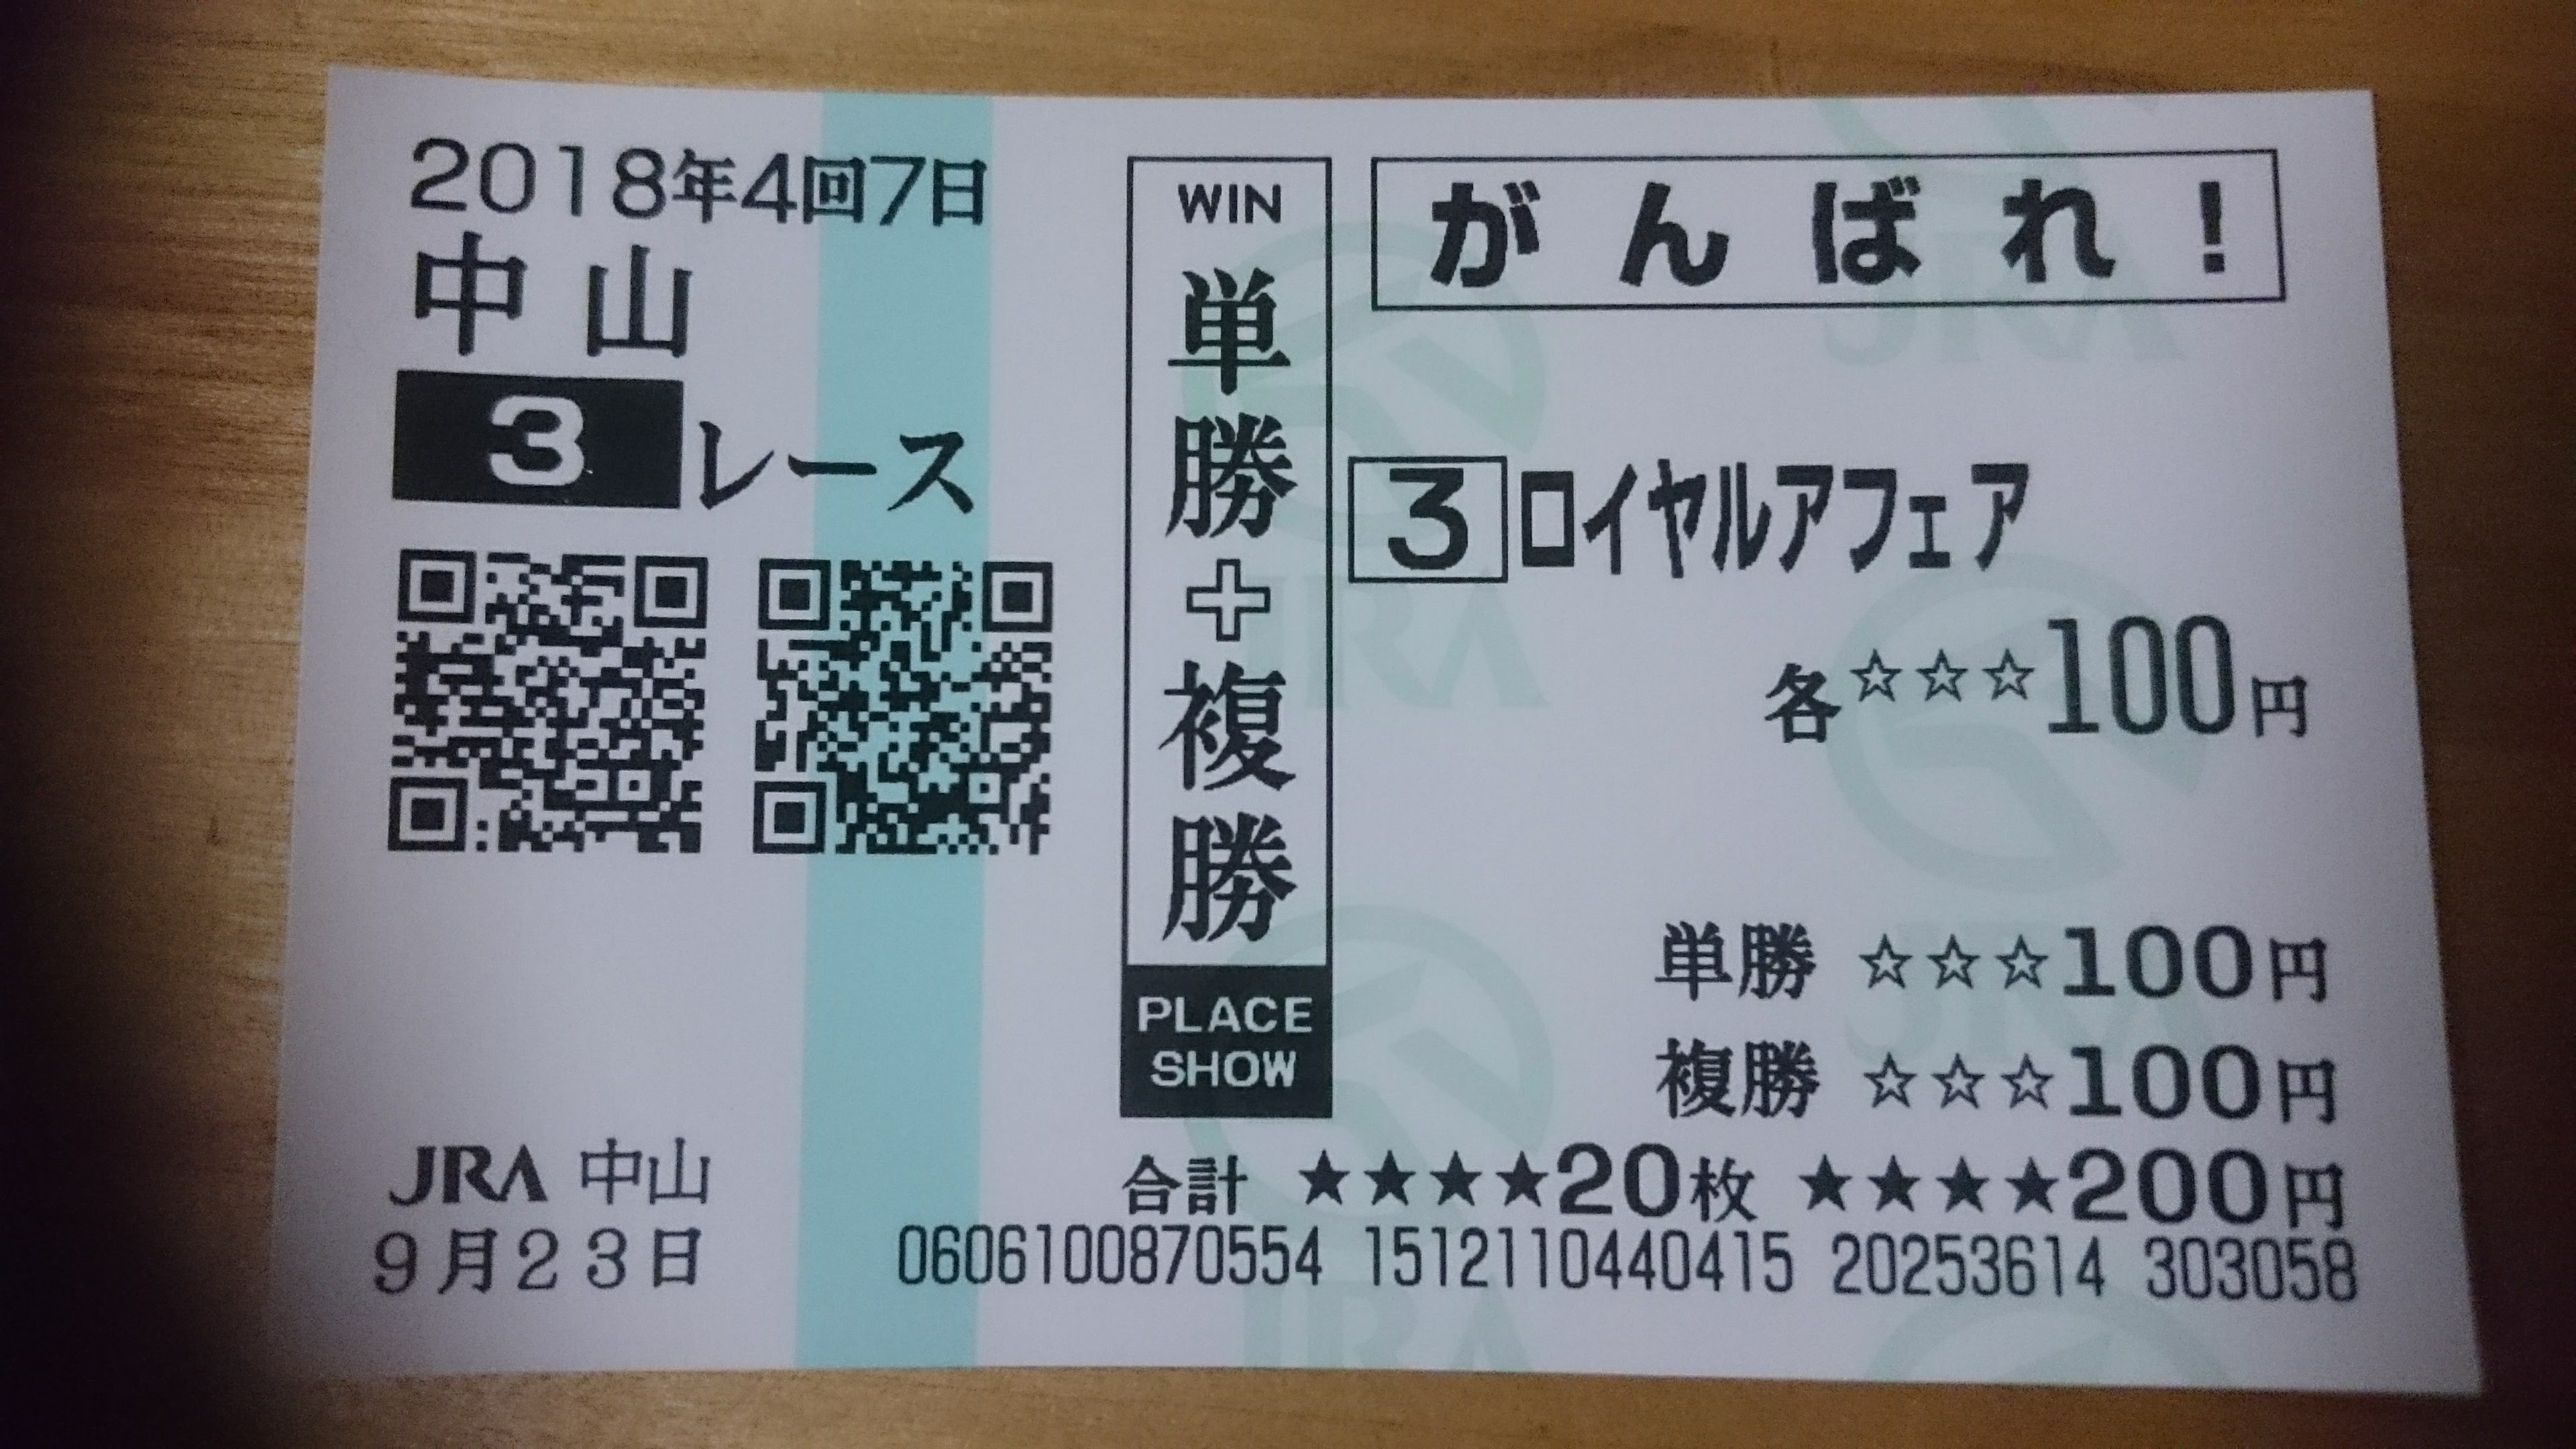 2018年4回7日
中山
3レース
WIN
単勝+複勝
PLACE
SHOW
がんばれ!
3ロイヤルアフェア
各☆☆☆100円
単勝 ☆☆☆100円
複勝 ☆☆☆100円
合計 ★★★★20枚 ★★★★200円
JRA 中山
9月23日
0606100870554 1512110440415 20253614 303058